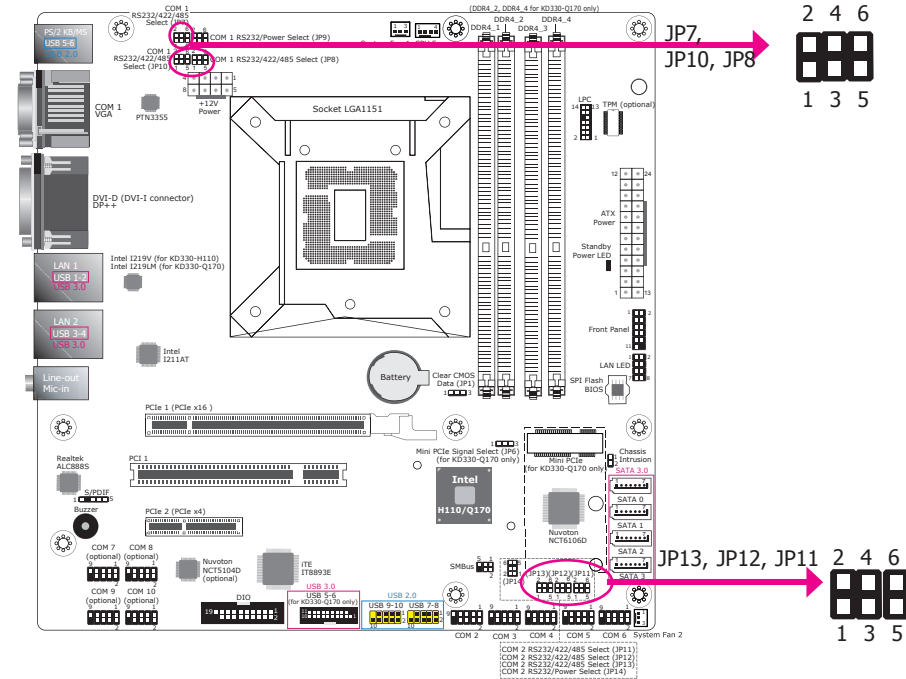 COM 1
RS232/422/485
Select (JP7)
COM 1 RS232/Power Select (JP9)
COM 1
RS232/422/485
Select (JP10)
COM 1 RS232/422/485 Select (JP8)
(DDR4_2, DDR4_4 for KD330-Q170 only)
DDR4_1
DDR4_2
DDR4_3
DDR4_4
JP7,
JP10, JP8
2 4 6
1 3 5
PS/2 KB/MS
USB 5-6
USB 2.0
+12V
Power
PTN3355
COM 1
VGA
Socket LGA1151
LPC
TPM (optional)
12
24
ATX
Power
Standby
Power LED
1
13
DVI-D (DVI-I connector)
DP++
LAN 1
USB 1-2
USB 3.0
Intel I219V (for KD330-H110)
Intel I219LM (for KD330-Q170)
LAN 2
USB 3-4
USB 3.0
Intel
I211AT
Front Panel
LAN LED
SPI Flash
BIOS
Line-out
Mic-in
Battery
Clear CMOS
Data (JP1)
1
3
PCIe 1 (PCIe x16 )
Mini PCIe Signal Select (JP6)
(for KD330-Q170 only)
Mini PCIe
(for KD330-Q170 only)
Chassis
Intrusion
SATA 3.0
SATA 0
SATA 1
SATA 2
SATA 3
Realtek
ALC888S
PCI 1
S/PDIF
1
5
Buzzer
Intel
H110/Q170
Nuvoton
NCT6106D
PCIe 2 (PCIe x4)
COM 7
(optional)
COM 8
(optional)
COM 9
(optional)
COM 10
(optional)
Nuvoton
NCT5104D
(optional)
iTE
IT8893E
SMBus
(JP14)
(JP13)(JP12)(JP11)
JP13, JP12, JP11
2 4 6
1 3 5
DIO
19
USB 3.0
USB 5-6
(for KD330-Q170 only)
USB 2.0
USB 9-10
USB 7-8
COM 2
COM 3
COM 4
COM 5
COM 6
System Fan 2
COM 2 RS232/422/485 Select (JP11)
COM 2 RS232/422/485 Select (JP12)
COM 2 RS232/422/485 Select (JP13)
COM 2 RS232/Power Select (JP14)